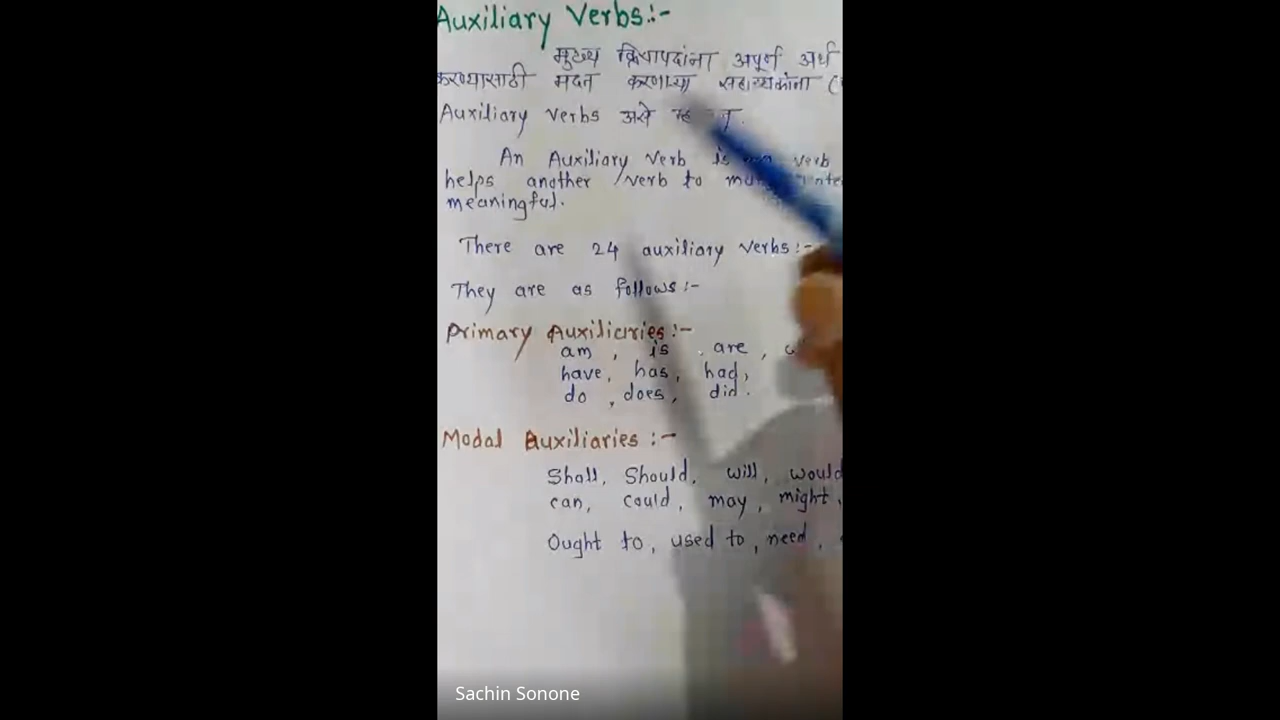 Auxiliary Verbs:-
मुख्य क्रियापदांना अपूर्ण अर्थ
करण्यासाठी मदत करणाऱ्या सहाय्यकांना (
Auxiliary verbs असे
An Auxiliary verb is verb
helps another verb to
meaningful.
There are 24 auxiliary verbs:-
They are as follows:-
Primary Auxiliaries:-
am, is, are,
have, has, had,
do, does, did.
Modal Auxiliaries:-
Shall, Should, will, would
can, could, may, might,
Ought to, used to, need,
Sachin Sonone